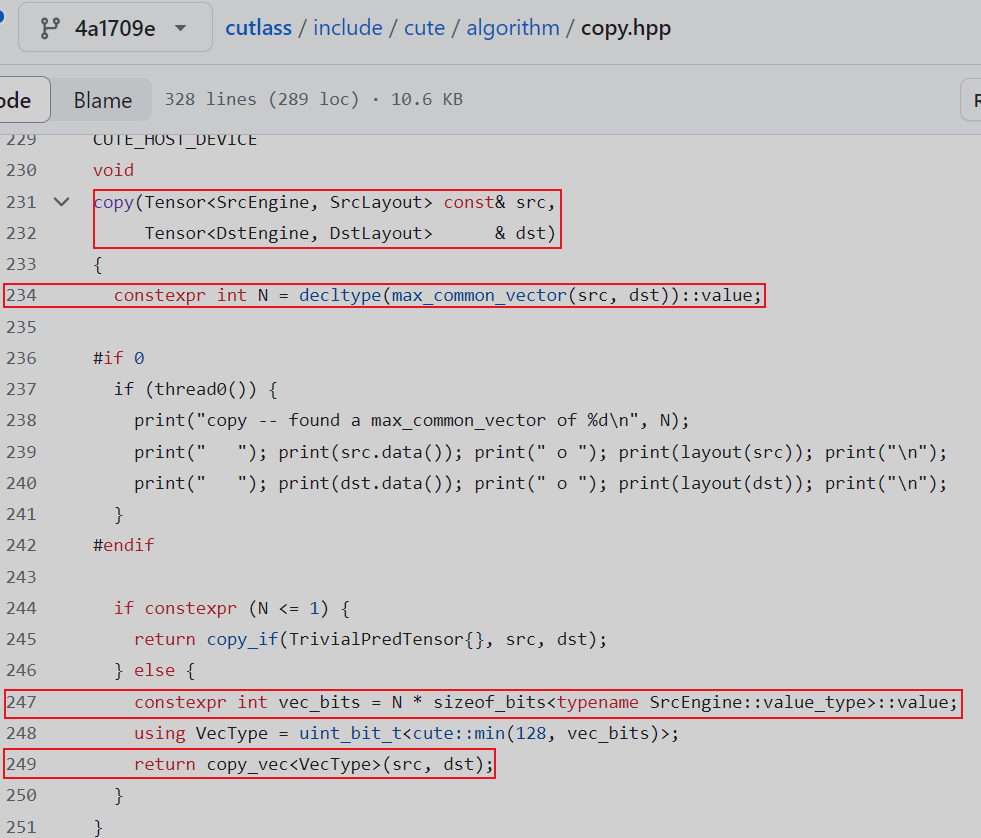 4a1709e cutlass / include / cute / algorithm / copy.hpp
ode Blame 328 lines (289 loc) · 10.6 KB R
229 CUTE_HOST_DEVICE
230 void
231 copy(Tensor<SrcEngine, SrcLayout> const& src,
232      Tensor<DstEngine, DstLayout>      & dst)
233 {
234   constexpr int N = decltype(max_common_vector(src, dst))::value;
235
236 #if 0
237   if (thread0()) {
238     print("copy -- found a max_common_vector of %d\n", N);
239     print("   "); print(src.data()); print(" o "); print(layout(src)); print("\n");
240     print("   "); print(dst.data()); print(" o "); print(layout(dst)); print("\n");
241   }
242 #endif
243
244   if constexpr (N <= 1) {
245     return copy_if(TrivialPredTensor{}, src, dst);
246   } else {
247     constexpr int vec_bits = N * sizeof_bits<typename SrcEngine::value_type>::value;
248     using VecType = uint_bit_t<cute::min(128, vec_bits)>;
249     return copy_vec<VecType>(src, dst);
250   }
251 }